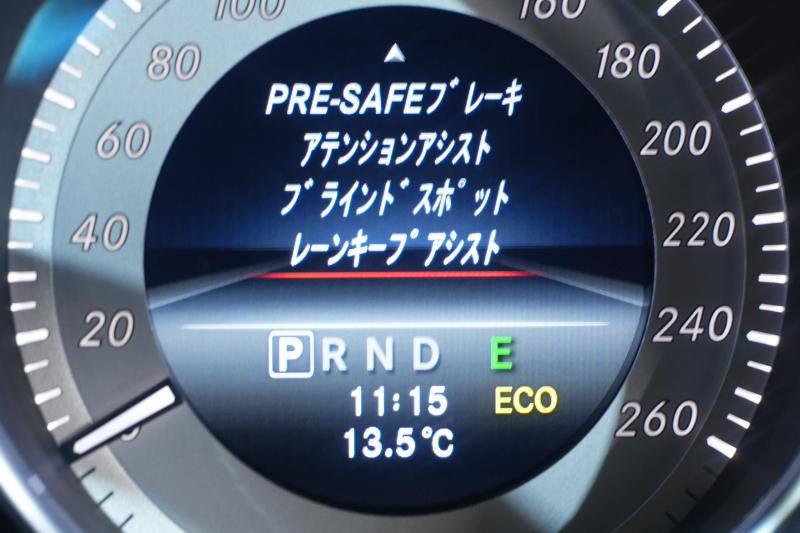 100
160
80
180
60
200
40
220
20
240
0
260
PRE-SAFEブレーキ
アテンションアシスト
ブラインドスポット
レーンキープアシスト
P R N D E
11:15 ECO
13.5℃